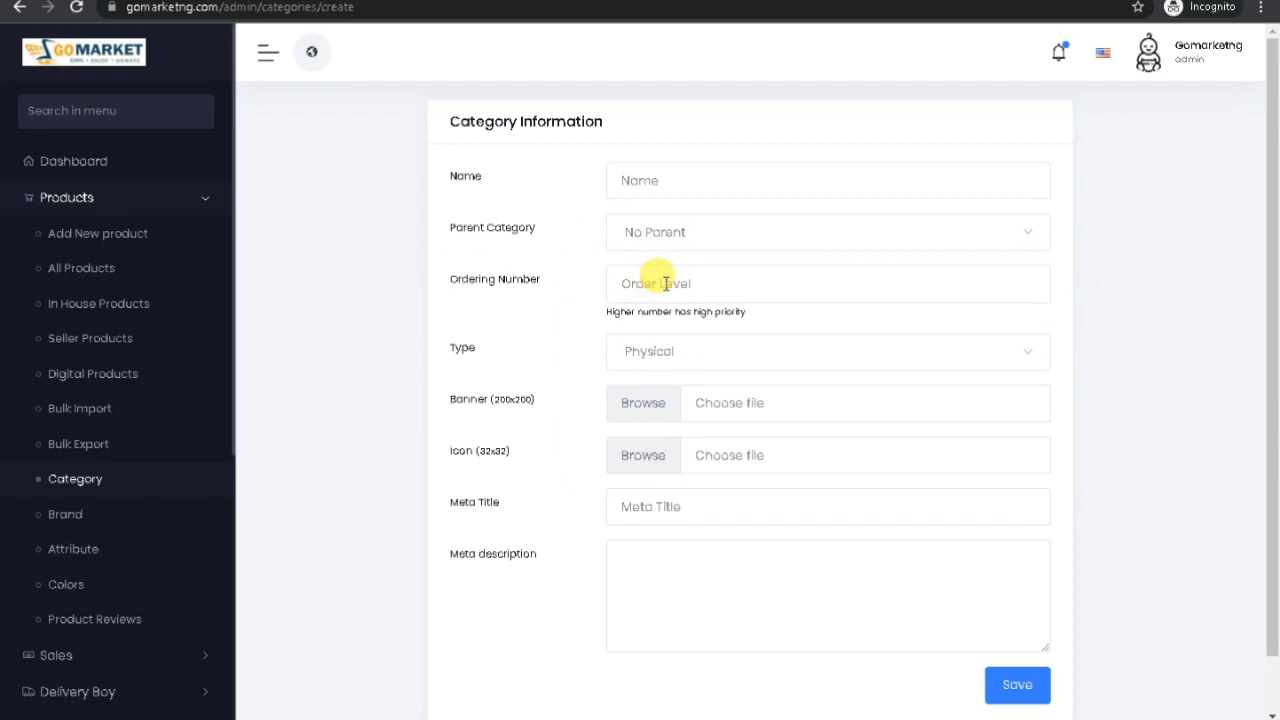 gomarketng.com/admin/categories/create
Incognito
GOMARKET
EARN - ENJOY - DONATE
Gomarketng
admin
Search in menu
Dashboard
Products
Add New product
All Products
In House Products
Seller Products
Digital Products
Bulk Import
Bulk Export
Category
Brand
Attribute
Colors
Product Reviews
Sales
Delivery Boy
Category Information
Name
Name
Parent Category
No Parent
Ordering Number
Order Level
Higher number has high priority
Type
Physical
Banner (200x200)
Browse
Choose file
Icon (32x32)
Browse
Choose file
Meta Title
Meta Title
Meta description
Save